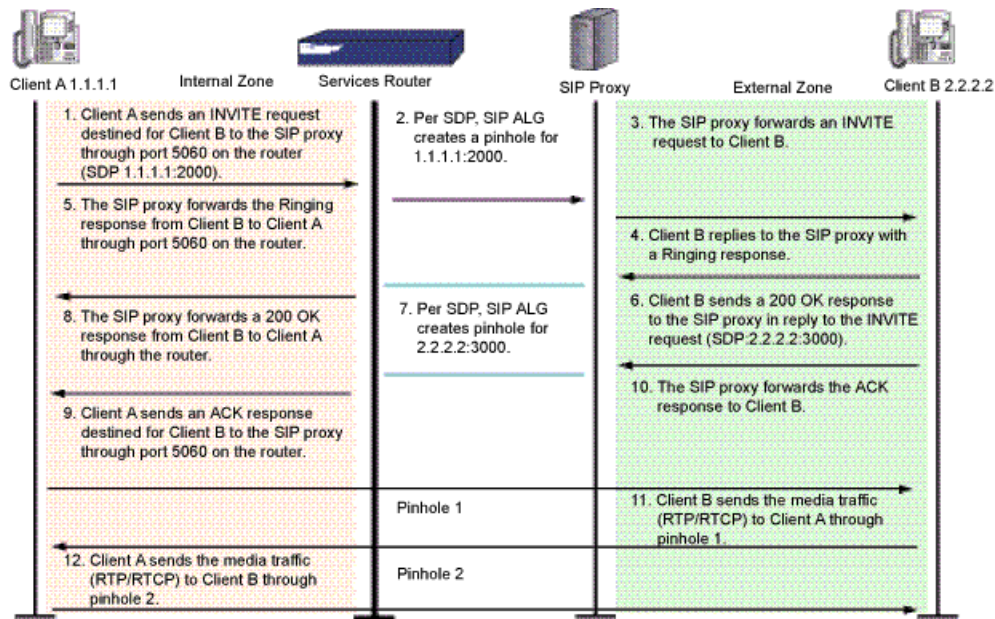 Client A 1.1.1.1
Internal Zone
Services Router
SIP Proxy
External Zone
Client B 2.2.2.2
1. Client A sends an INVITE request
destined for Client B to the SIP proxy
through port 5060 on the router
(SDP 1.1.1.1:2000).
2. Per SDP, SIP ALG
creates a pinhole for
1.1.1.1:2000.
3. The SIP proxy forwards an INVITE
request to Client B.
5. The SIP proxy forwards the Ringing
response from Client B to Client A
through port 5060 on the router.
4. Client B replies to the SIP proxy with
a Ringing response.
8. The SIP proxy forwards a 200 OK
response from Client B to Client A
through the router.
7. Per SDP, SIP ALG
creates pinhole for
2.2.2.2:3000.
6. Client B sends a 200 OK response
to the SIP proxy in reply to the INVITE
request (SDP:2.2.2.2:3000).
9. Client A sends an ACK response
destined for Client B to the SIP proxy
through port 5060 on the router.
10. The SIP proxy forwards the ACK
response to Client B.
Pinhole 1
11. Client B sends the media traffic
(RTP/RTCP) to Client A through
pinhole 1.
12. Client A sends the media traffic
(RTP/RTCP) to Client B through
pinhole 2.
Pinhole 2